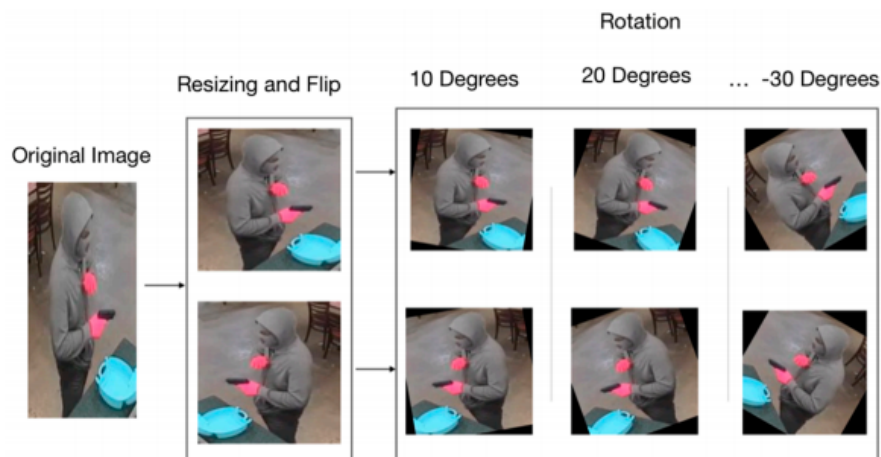 Rotation
Resizing and Flip
10 Degrees
20 Degrees
... -30 Degrees
Original Image